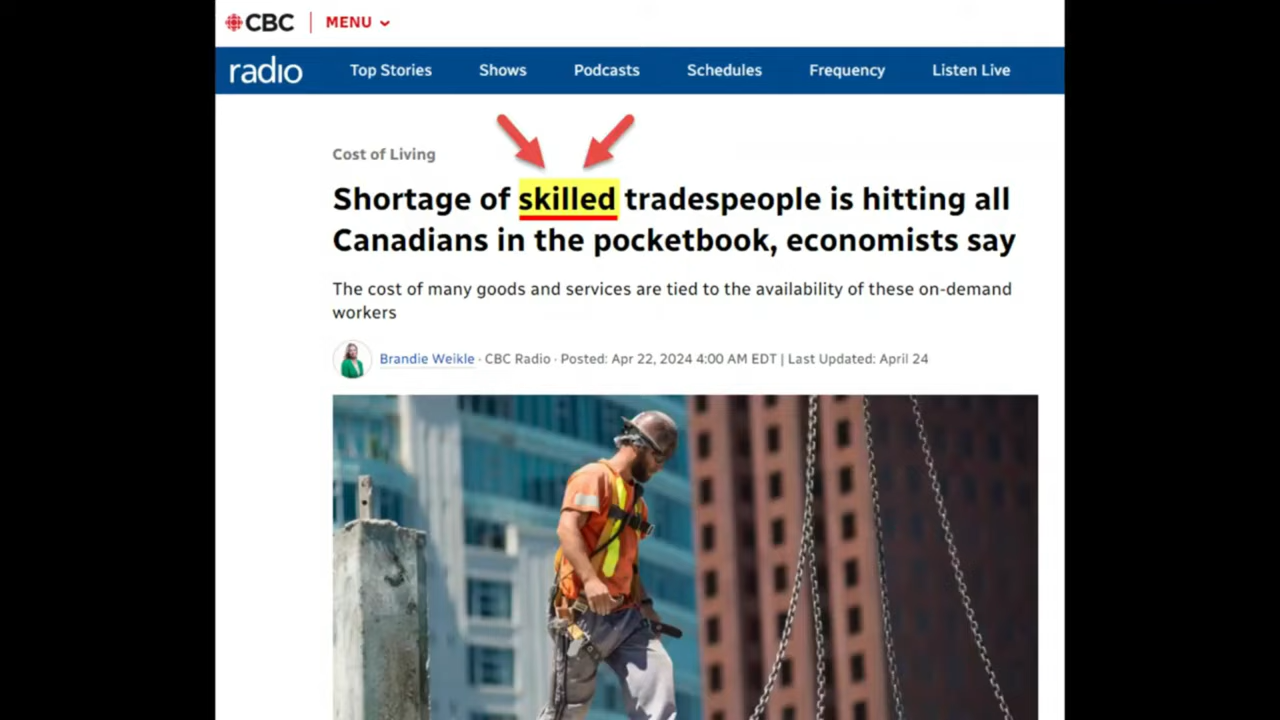 CBC MENU
radio Top Stories Shows Podcasts Schedules Frequency Listen Live
Cost of Living
Shortage of skilled tradespeople is hitting all
Canadians in the pocketbook, economists say
The cost of many goods and services are tied to the availability of these on-demand
workers
Brandie Weikle · CBC Radio · Posted: Apr 22, 2024 4:00 AM EDT | Last Updated: April 24